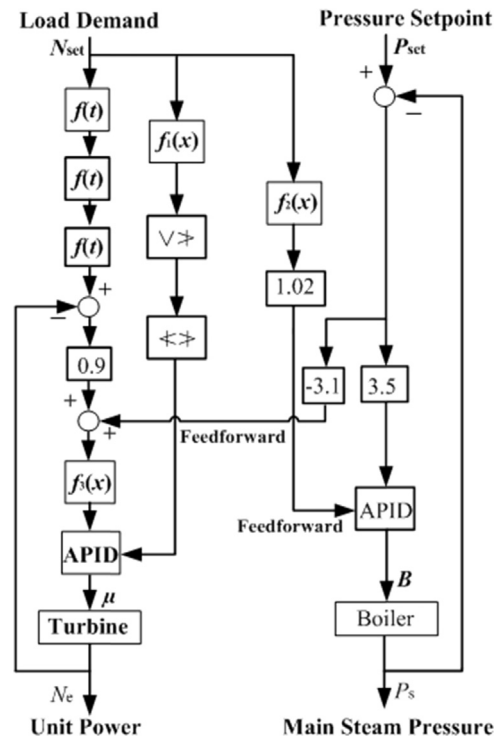 Load Demand
Pressure Setpoint
Nset
Pset
+
−
f(t)
f1(x)
f(t)
f2(x)
f(t)
∨≯
1.02
+
−
≮≯
0.9
-3.1
3.5
+
+
Feedforward
f3(x)
APID
Feedforward
APID
μ
B
Turbine
Boiler
Ne
Ps
Unit Power
Main Steam Pressure